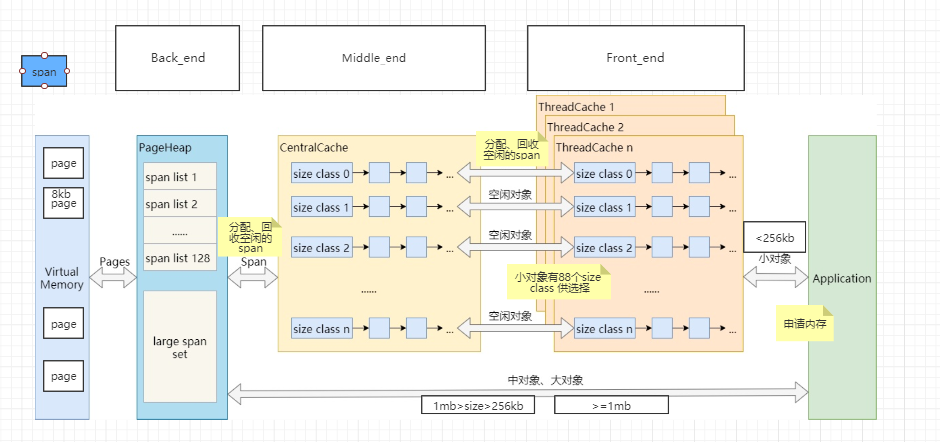 Back_end
Middle_end
Front_end
span
ThreadCache 1
ThreadCache 2
ThreadCache n
PageHeap
CentralCache
分配、回收
空闲的span
page
span list 1
size class 0
...
size class 0
...
8kb
page
span list 2
size class 1
...
空闲对象
size class 1
...
......
分配、回
收空闲的
span
<256kb
span list 128
size class 2
...
空闲对象
size class 2
...
小对象
Pages
Span
Virtual
Memory
小对象有88个size
class 供选择
Application
......
......
page
空闲对象
申请内存
size class n
...
size class n
...
large span
set
page
中对象、大对象
1mb>size>256kb
>=1mb